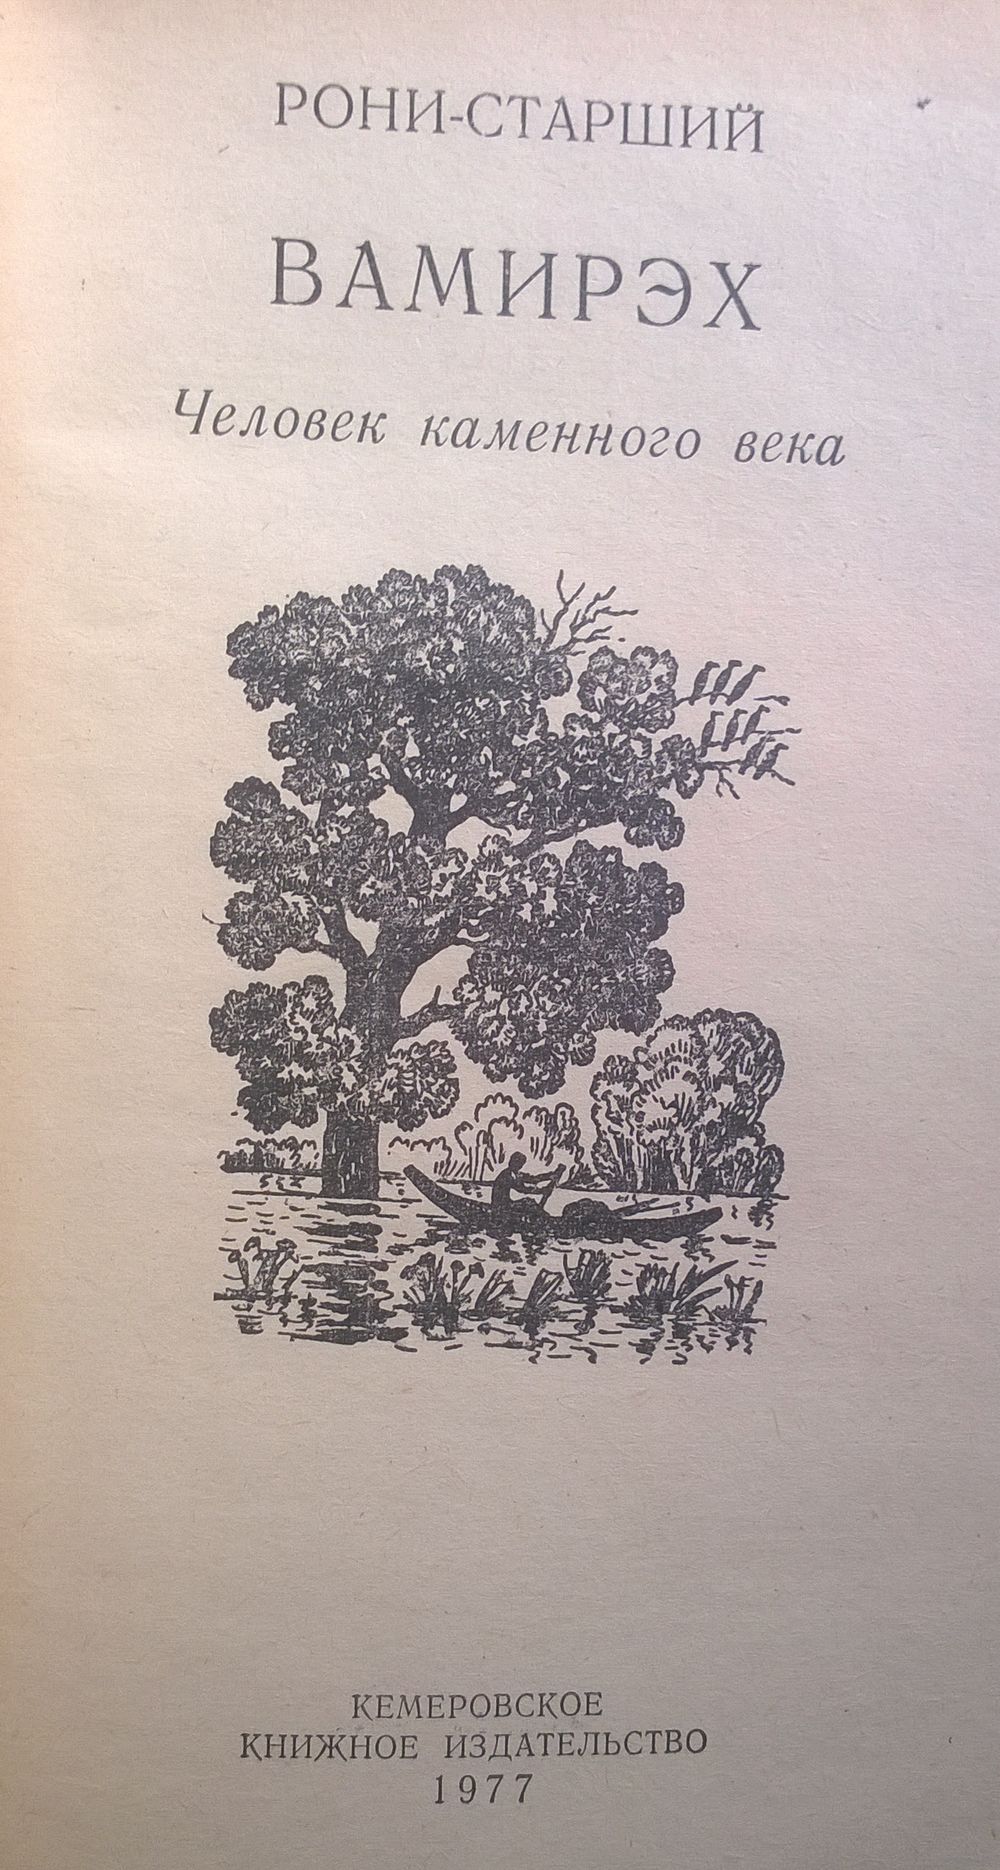 РОНИ-СТАРШИЙ
ВАМИРЭХ
Человек каменного века
КЕМЕРОВСКОЕ
КНИЖНОЕ ИЗДАТЕЛЬСТВО
1977